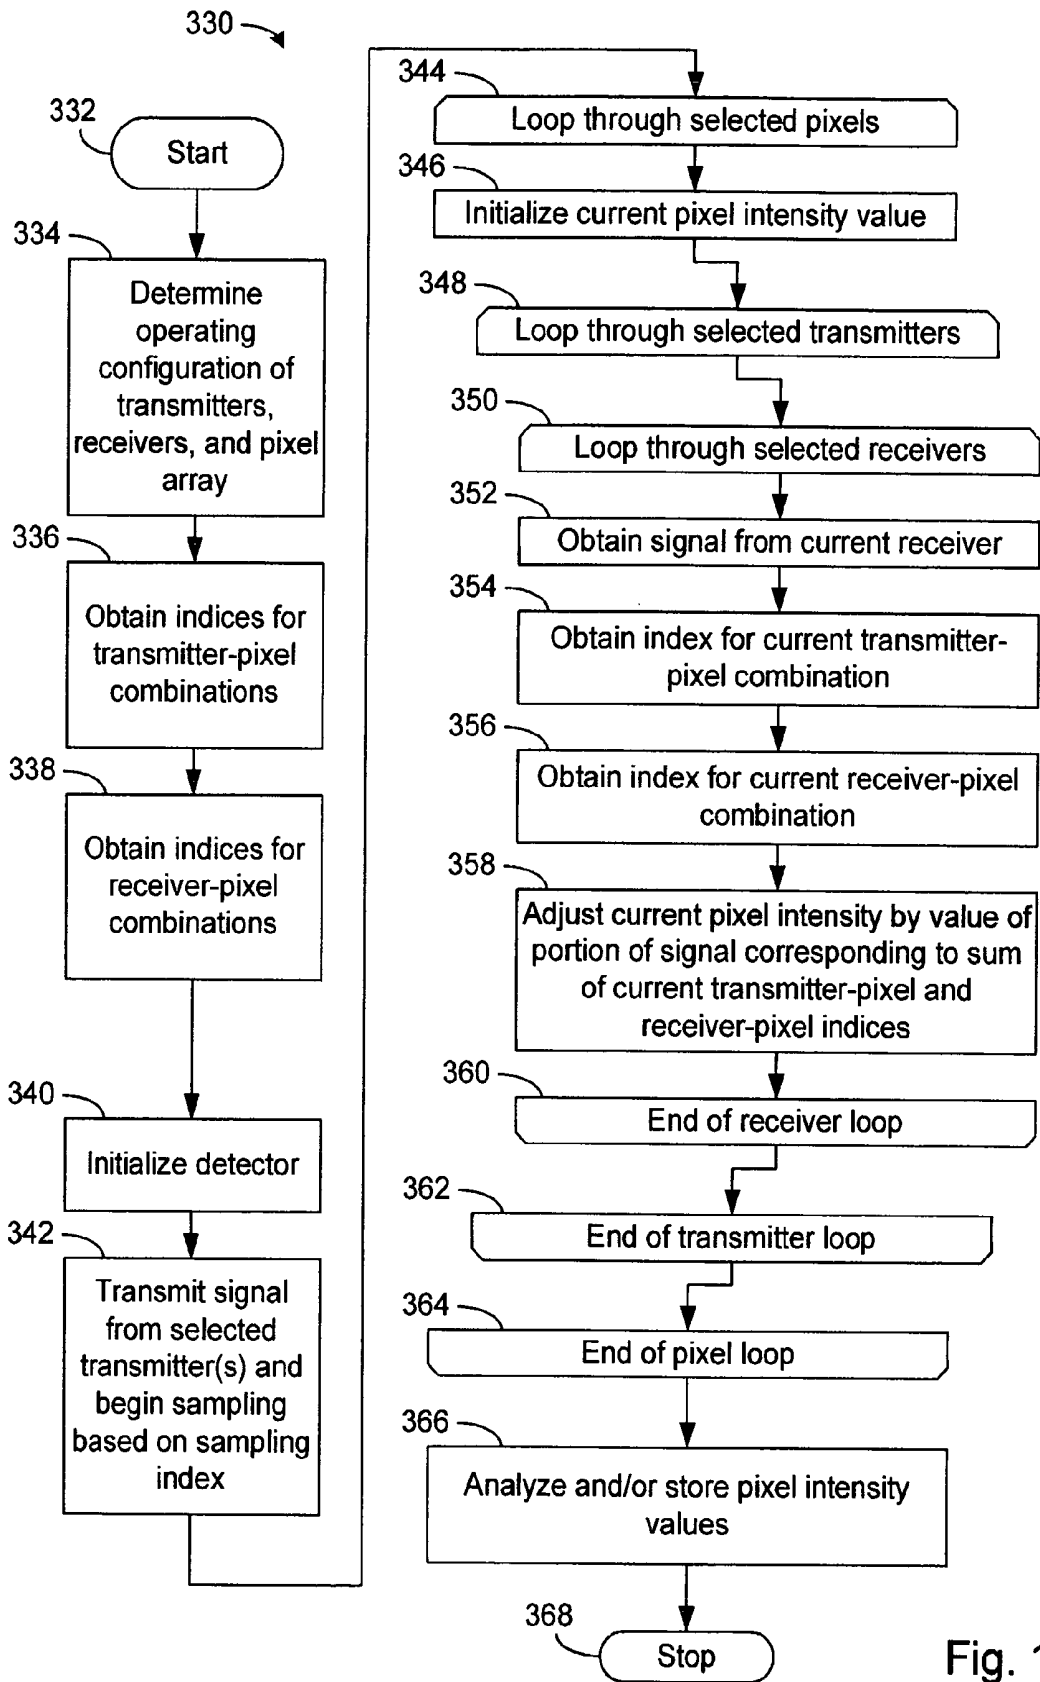 330
332
Start
334
Determine
operating
configuration of
transmitters,
receivers, and pixel
array
336
Obtain indices for
transmitter-pixel
combinations
338
Obtain indices for
receiver-pixel
combinations
340
Initialize detector
342
Transmit signal
from selected
transmitter(s) and
begin sampling
based on sampling
index
344
Loop through selected pixels
346
Initialize current pixel intensity value
348
Loop through selected transmitters
350
Loop through selected receivers
352
Obtain signal from current receiver
354
Obtain index for current transmitter-
pixel combination
356
Obtain index for current receiver-pixel
combination
358
Adjust current pixel intensity by value of
portion of signal corresponding to sum
of current transmitter-pixel and
receiver-pixel indices
360
End of receiver loop
362
End of transmitter loop
364
End of pixel loop
366
Analyze and/or store pixel intensity
values
368
Stop
Fig.